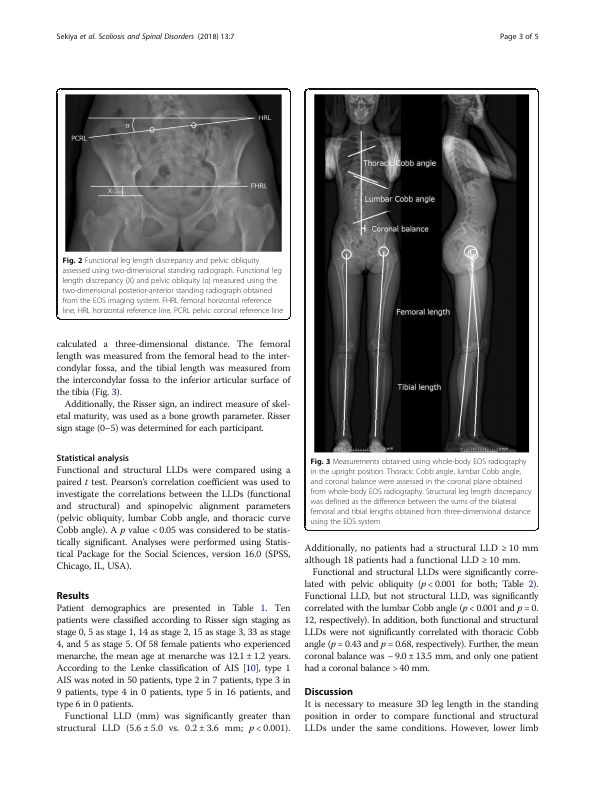 Sekiya et al. Scoliosis and Spinal Disorders (2018) 13:7
Page 3 of 5
HRL
α
PCRL
FHRL
X
Fig. 2 Functional leg length discrepancy and pelvic obliquity
assessed using two-dimensional standing radiograph. Functional leg
length discrepancy (X) and pelvic obliquity (α) measured using the
two-dimensional posterior-anterior standing radiograph obtained
from the EOS imaging system. FHRL femoral horizontal reference
line, HRL horizontal reference line, PCRL pelvic coronal reference line
calculated a three-dimensional distance. The femoral
length was measured from the femoral head to the inter-
condylar fossa, and the tibial length was measured from
the intercondylar fossa to the inferior articular surface of
the tibia (Fig. 3).
Additionally, the Risser sign, an indirect measure of skel-
etal maturity, was used as a bone growth parameter. Risser
sign stage (0–5) was determined for each participant.
Statistical analysis
Functional and structural LLDs were compared using a
paired t test. Pearson's correlation coefficient was used to
investigate the correlations between the LLDs (functional
and structural) and spinopelvic alignment parameters
(pelvic obliquity, lumbar Cobb angle, and thoracic curve
Cobb angle). A p value < 0.05 was considered to be statis-
tically significant. Analyses were performed using Statis-
tical Package for the Social Sciences, version 16.0 (SPSS,
Chicago, IL, USA).
Results
Patient demographics are presented in Table 1. Ten
patients were classified according to Risser sign staging as
stage 0, 5 as stage 1, 14 as stage 2, 15 as stage 3, 33 as stage
4, and 5 as stage 5. Of 58 female patients who experienced
menarche, the mean age at menarche was 12.1 ± 1.2 years.
According to the Lenke classification of AIS [10], type 1
AIS was noted in 50 patients, type 2 in 7 patients, type 3 in
9 patients, type 4 in 0 patients, type 5 in 16 patients, and
type 6 in 0 patients.
Functional LLD (mm) was significantly greater than
structural LLD (5.6 ± 5.0 vs. 0.2 ± 3.6 mm; p < 0.001).
Thoracic Cobb angle
Lumbar Cobb angle
Coronal balance
Femoral length
Tibial length
Fig. 3 Measurements obtained using whole-body EOS radiography
in the upright position. Thoracic Cobb angle, lumbar Cobb angle,
and coronal balance were assessed in the coronal plane obtained
from whole-body EOS radiography. Structural leg length discrepancy
was defined as the difference between the sums of the bilateral
femoral and tibial lengths obtained from three-dimensional distance
using the EOS system
Additionally, no patients had a structural LLD ≥ 10 mm
although 18 patients had a functional LLD ≥ 10 mm.
Functional and structural LLDs were significantly corre-
lated with pelvic obliquity (p < 0.001 for both; Table 2).
Functional LLD, but not structural LLD, was significantly
correlated with the lumbar Cobb angle (p < 0.001 and p = 0.
12, respectively). In addition, both functional and structural
LLDs were not significantly correlated with thoracic Cobb
angle (p = 0.43 and p = 0.68, respectively). Further, the mean
coronal balance was − 9.0 ± 13.5 mm, and only one patient
had a coronal balance > 40 mm.
Discussion
It is necessary to measure 3D leg length in the standing
position in order to compare functional and structural
LLDs under the same conditions. However, lower limb